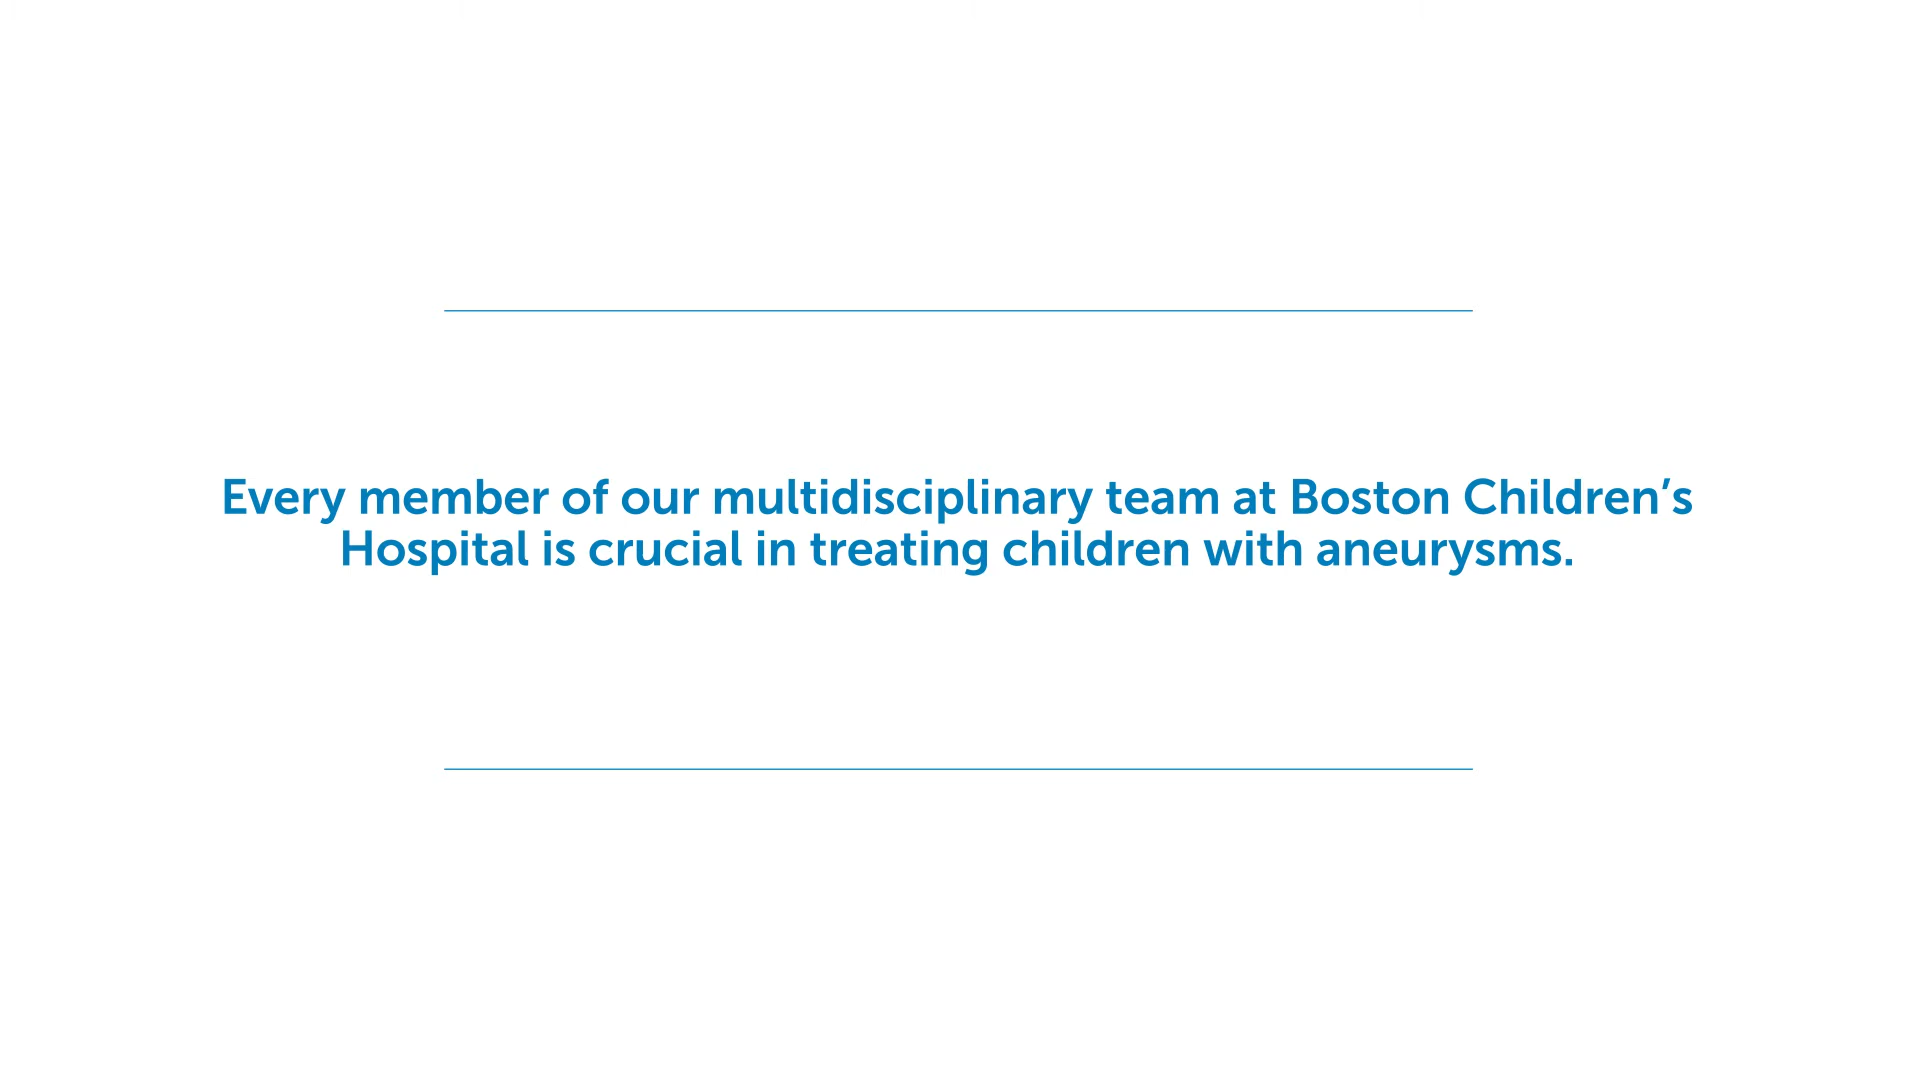 Every member of our multidisciplinary team at Boston Children’s
Hospital is crucial in treating children with aneurysms.